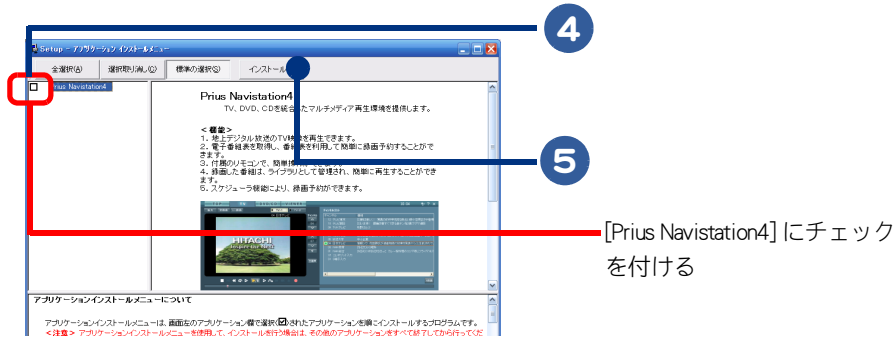 4
Setup - アプリケーション インストールメニュー
全選択(A) 選択取り消し(C) 標準の選択(S) インストール
Prius Navistation4
Prius Navistation4
TV、DVD、CDを統合したマルチメディア再生環境を提供します。
＜機能＞
1. 地上デジタル放送のTV映像を再生できます。
2. 電子番組表を取得し、番組表を利用して簡単に録画予約することがで
きます。
3. 付属のリモコンで、簡単操作
4. 録画した番組は、ライブラリとして管理され、簡単に再生することができ
ます。
5. スケジューラ機能により、録画予約ができます。
5
HITACHI
Inspire the Next
[Prius Navistation4] にチェック
を付ける
アプリケーションインストールメニューについて
アプリケーションインストールメニューは、画面左のアプリケーション欄で選択(☑)されたアプリケーションを順にインストールするプログラムです。
＜注意＞ アプリケーションインストールメニューを使用して、インストールを行う場合は、その他のアプリケーションをすべて終了してから行ってくだ